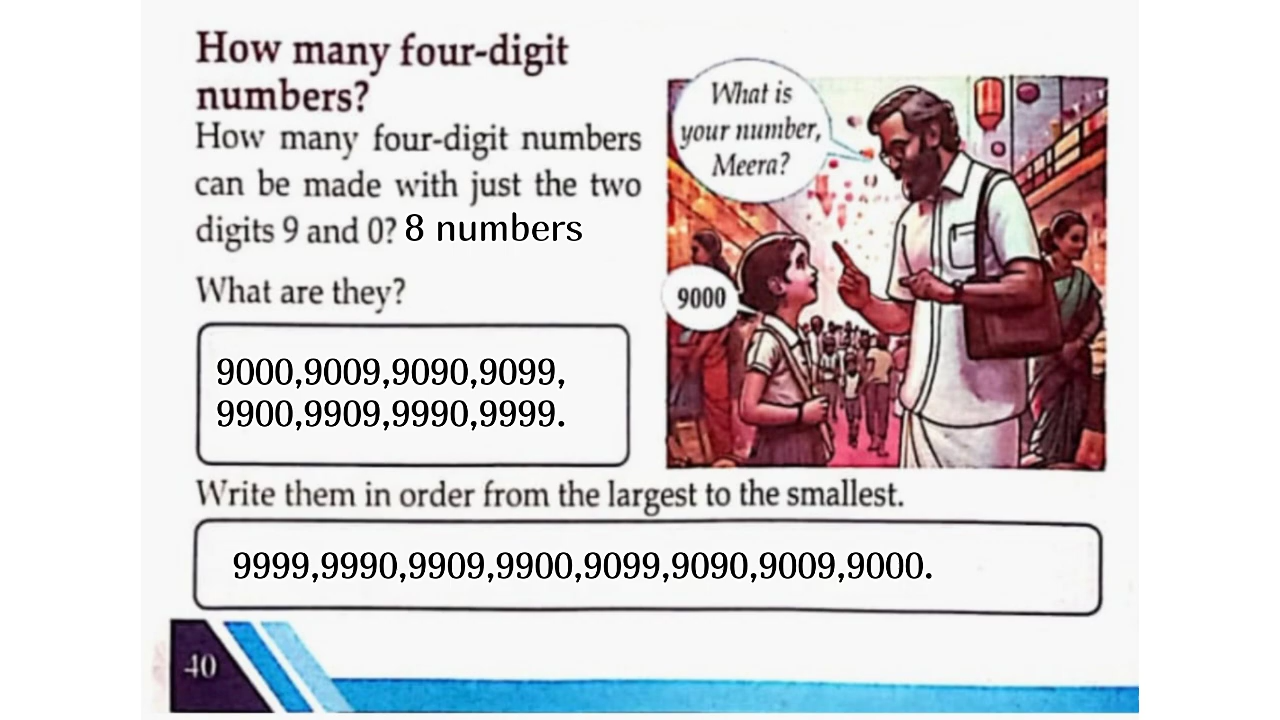 How many four-digit
numbers?
How many four-digit numbers
can be made with just the two
digits 9 and 0? 8 numbers
What are they?
9000,9009,9090,9099,
9900,9909,9990,9999.
What is
your number,
Meera?
9000
Write them in order from the largest to the smallest.
9999,9990,9909,9900,9099,9090,9009,9000.
40